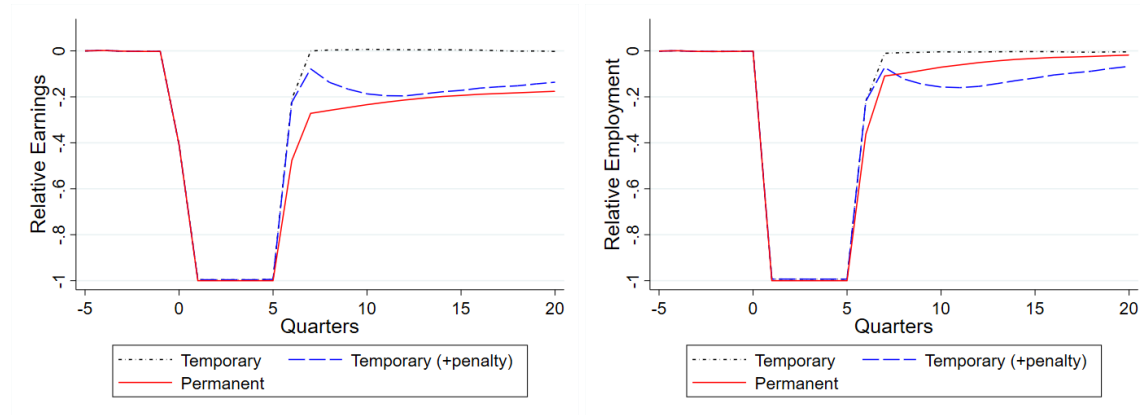 Relative Earnings
0
-.2
-.4
-.6
-.8
-1
-5 0 5 10 15 20
Quarters
Temporary Temporary (+penalty)
Permanent
Relative Employment
0
-.2
-.4
-.6
-.8
-1
-5 0 5 10 15 20
Quarters
Temporary Temporary (+penalty)
Permanent